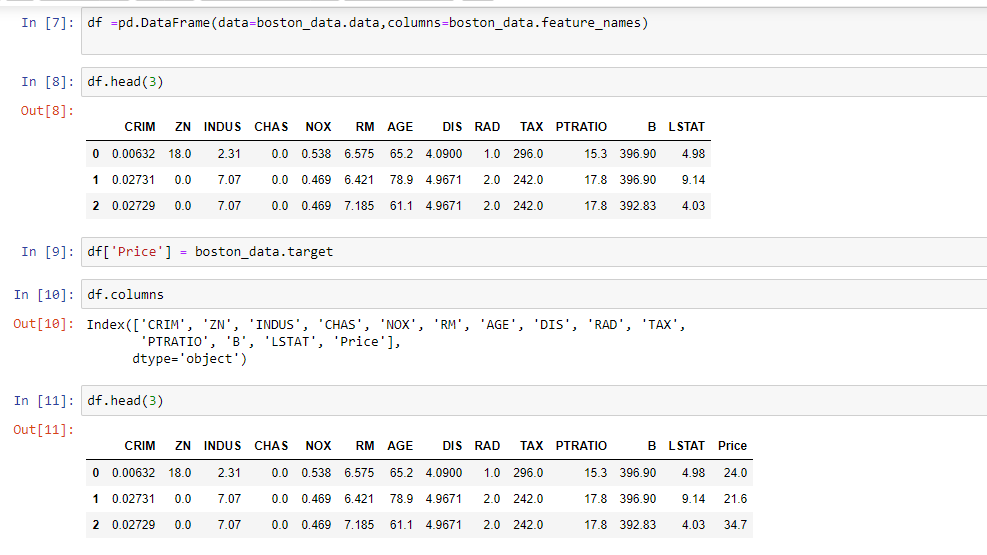 In [7]: df =pd.DataFrame(data=boston_data.data,columns=boston_data.feature_names)
In [8]: df.head(3)
Out[8]:
CRIM ZN INDUS CHAS NOX RM AGE DIS RAD TAX PTRATIO B LSTAT
0 0.00632 18.0 2.31 0.0 0.538 6.575 65.2 4.0900 1.0 296.0 15.3 396.90 4.98
1 0.02731 0.0 7.07 0.0 0.469 6.421 78.9 4.9671 2.0 242.0 17.8 396.90 9.14
2 0.02729 0.0 7.07 0.0 0.469 7.185 61.1 4.9671 2.0 242.0 17.8 392.83 4.03
In [9]: df['Price'] = boston_data.target
In [10]: df.columns
Out[10]: Index(['CRIM', 'ZN', 'INDUS', 'CHAS', 'NOX', 'RM', 'AGE', 'DIS', 'RAD', 'TAX',
'PTRATIO', 'B', 'LSTAT', 'Price'],
dtype='object')
In [11]: df.head(3)
Out[11]:
CRIM ZN INDUS CHAS NOX RM AGE DIS RAD TAX PTRATIO B LSTAT Price
0 0.00632 18.0 2.31 0.0 0.538 6.575 65.2 4.0900 1.0 296.0 15.3 396.90 4.98 24.0
1 0.02731 0.0 7.07 0.0 0.469 6.421 78.9 4.9671 2.0 242.0 17.8 396.90 9.14 21.6
2 0.02729 0.0 7.07 0.0 0.469 7.185 61.1 4.9671 2.0 242.0 17.8 392.83 4.03 34.7